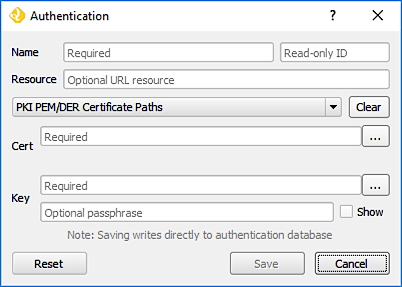 Authentication
Name Required Read-only ID
Resource Optional URL resource
PKI PEM/DER Certificate Paths Clear
Cert Required ...
Key Required ...
Optional passphrase Show
Note: Saving writes directly to authentication database
Reset Save Cancel